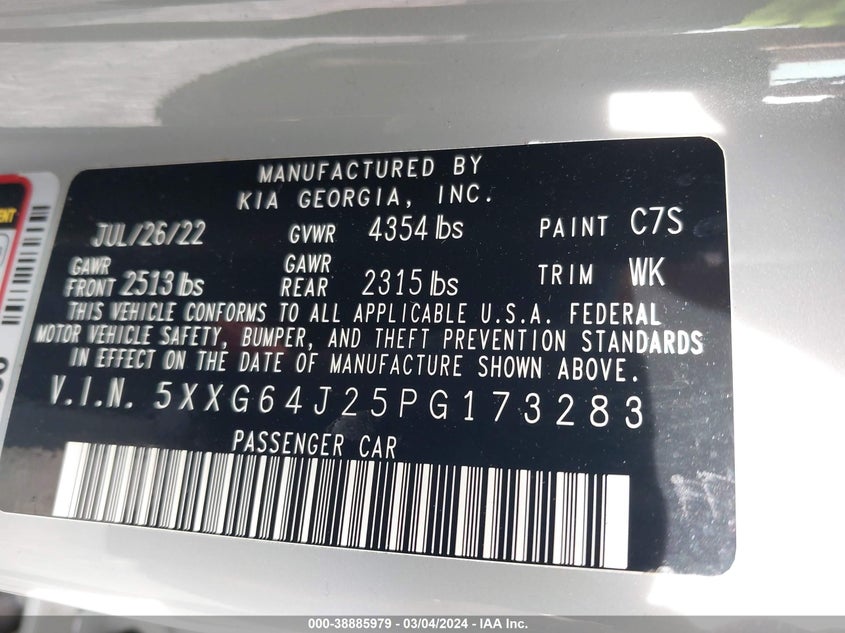 MANUFACTURED BY
KIA GEORGIA, INC.
JUL/26/22 GVWR 4354 lbs PAINT C7S
GAWR FRONT 2513 lbs GAWR REAR 2315 lbs TRIM WK
THIS VEHICLE CONFORMS TO ALL APPLICABLE U.S.A. FEDERAL
MOTOR VEHICLE SAFETY, BUMPER, AND THEFT PREVENTION STANDARDS
IN EFFECT ON THE DATE OF MANUFACTURE SHOWN ABOVE.
V.I.N. 5XXG64J25PG173283
PASSENGER CAR
000-38885979 - 03/04/2024 - IAA Inc.